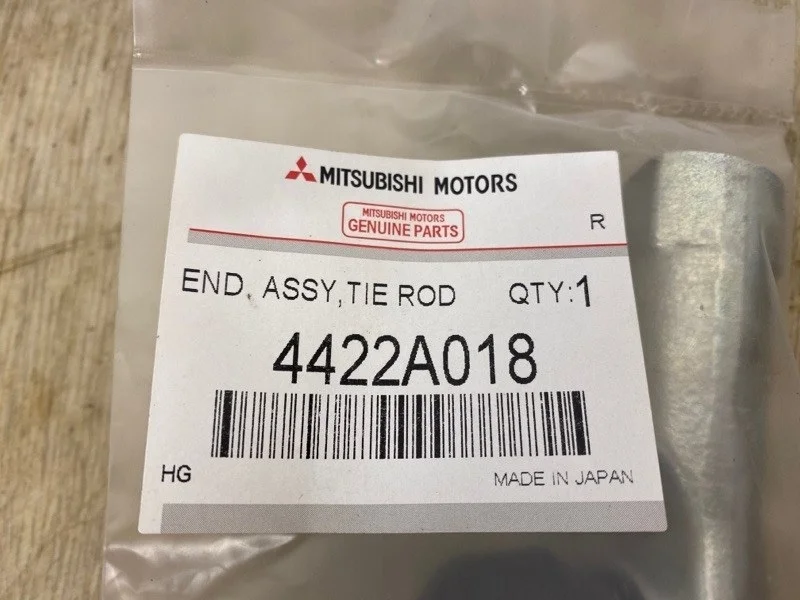 MITSUBISHI MOTORS
MITSUBISHI MOTORS
GENUINE PARTS
R
END, ASSY,TIE ROD QTY:1
4422A018
HG MADE IN JAPAN